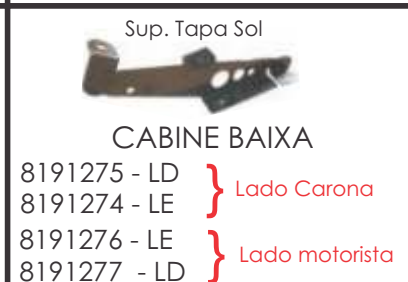 Sup. Tapa Sol
CABINE BAIXA
8191275 - LD
8191274 - LE
Lado Carona
8191276 - LE
8191277 - LD
Lado motorista